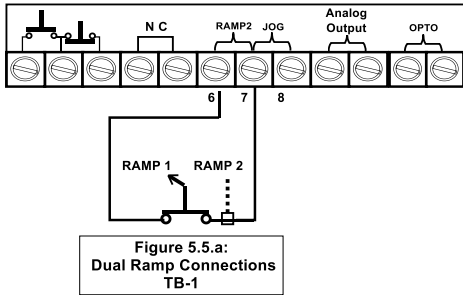 N C
RAMP2 JOG
Analog
Output
OPTO
6 7 8
RAMP 1 RAMP 2
Figure 5.5.a:
Dual Ramp Connections
TB-1